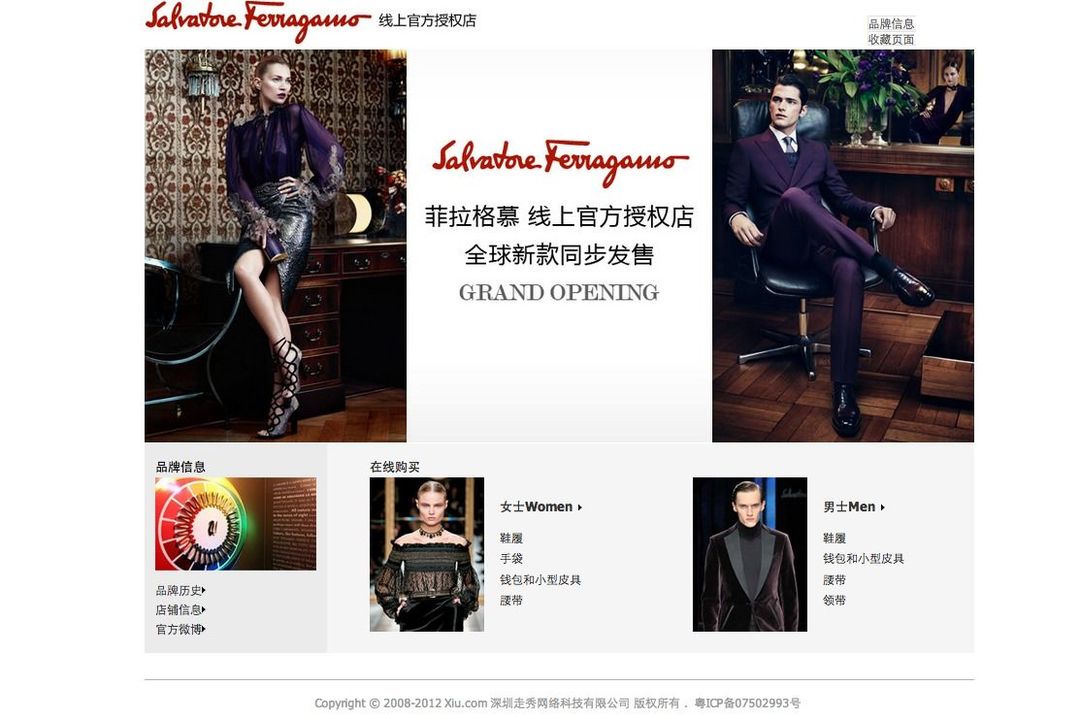 Salvatore Ferragamo 线上官方授权店
品牌信息
收藏页面
Salvatore Ferragamo
菲拉格慕 线上官方授权店
全球新款同步发售
GRAND OPENING
品牌信息
品牌历史
店铺信息
官方微博
在线购买
女士Women
鞋履
手袋
钱包和小型皮具
腰带
男士Men
鞋履
钱包和小型皮具
腰带
领带
Copyright © 2008-2012 Xiu.com 深圳走秀网络科技有限公司 版权所有． 粤ICP备07502993号